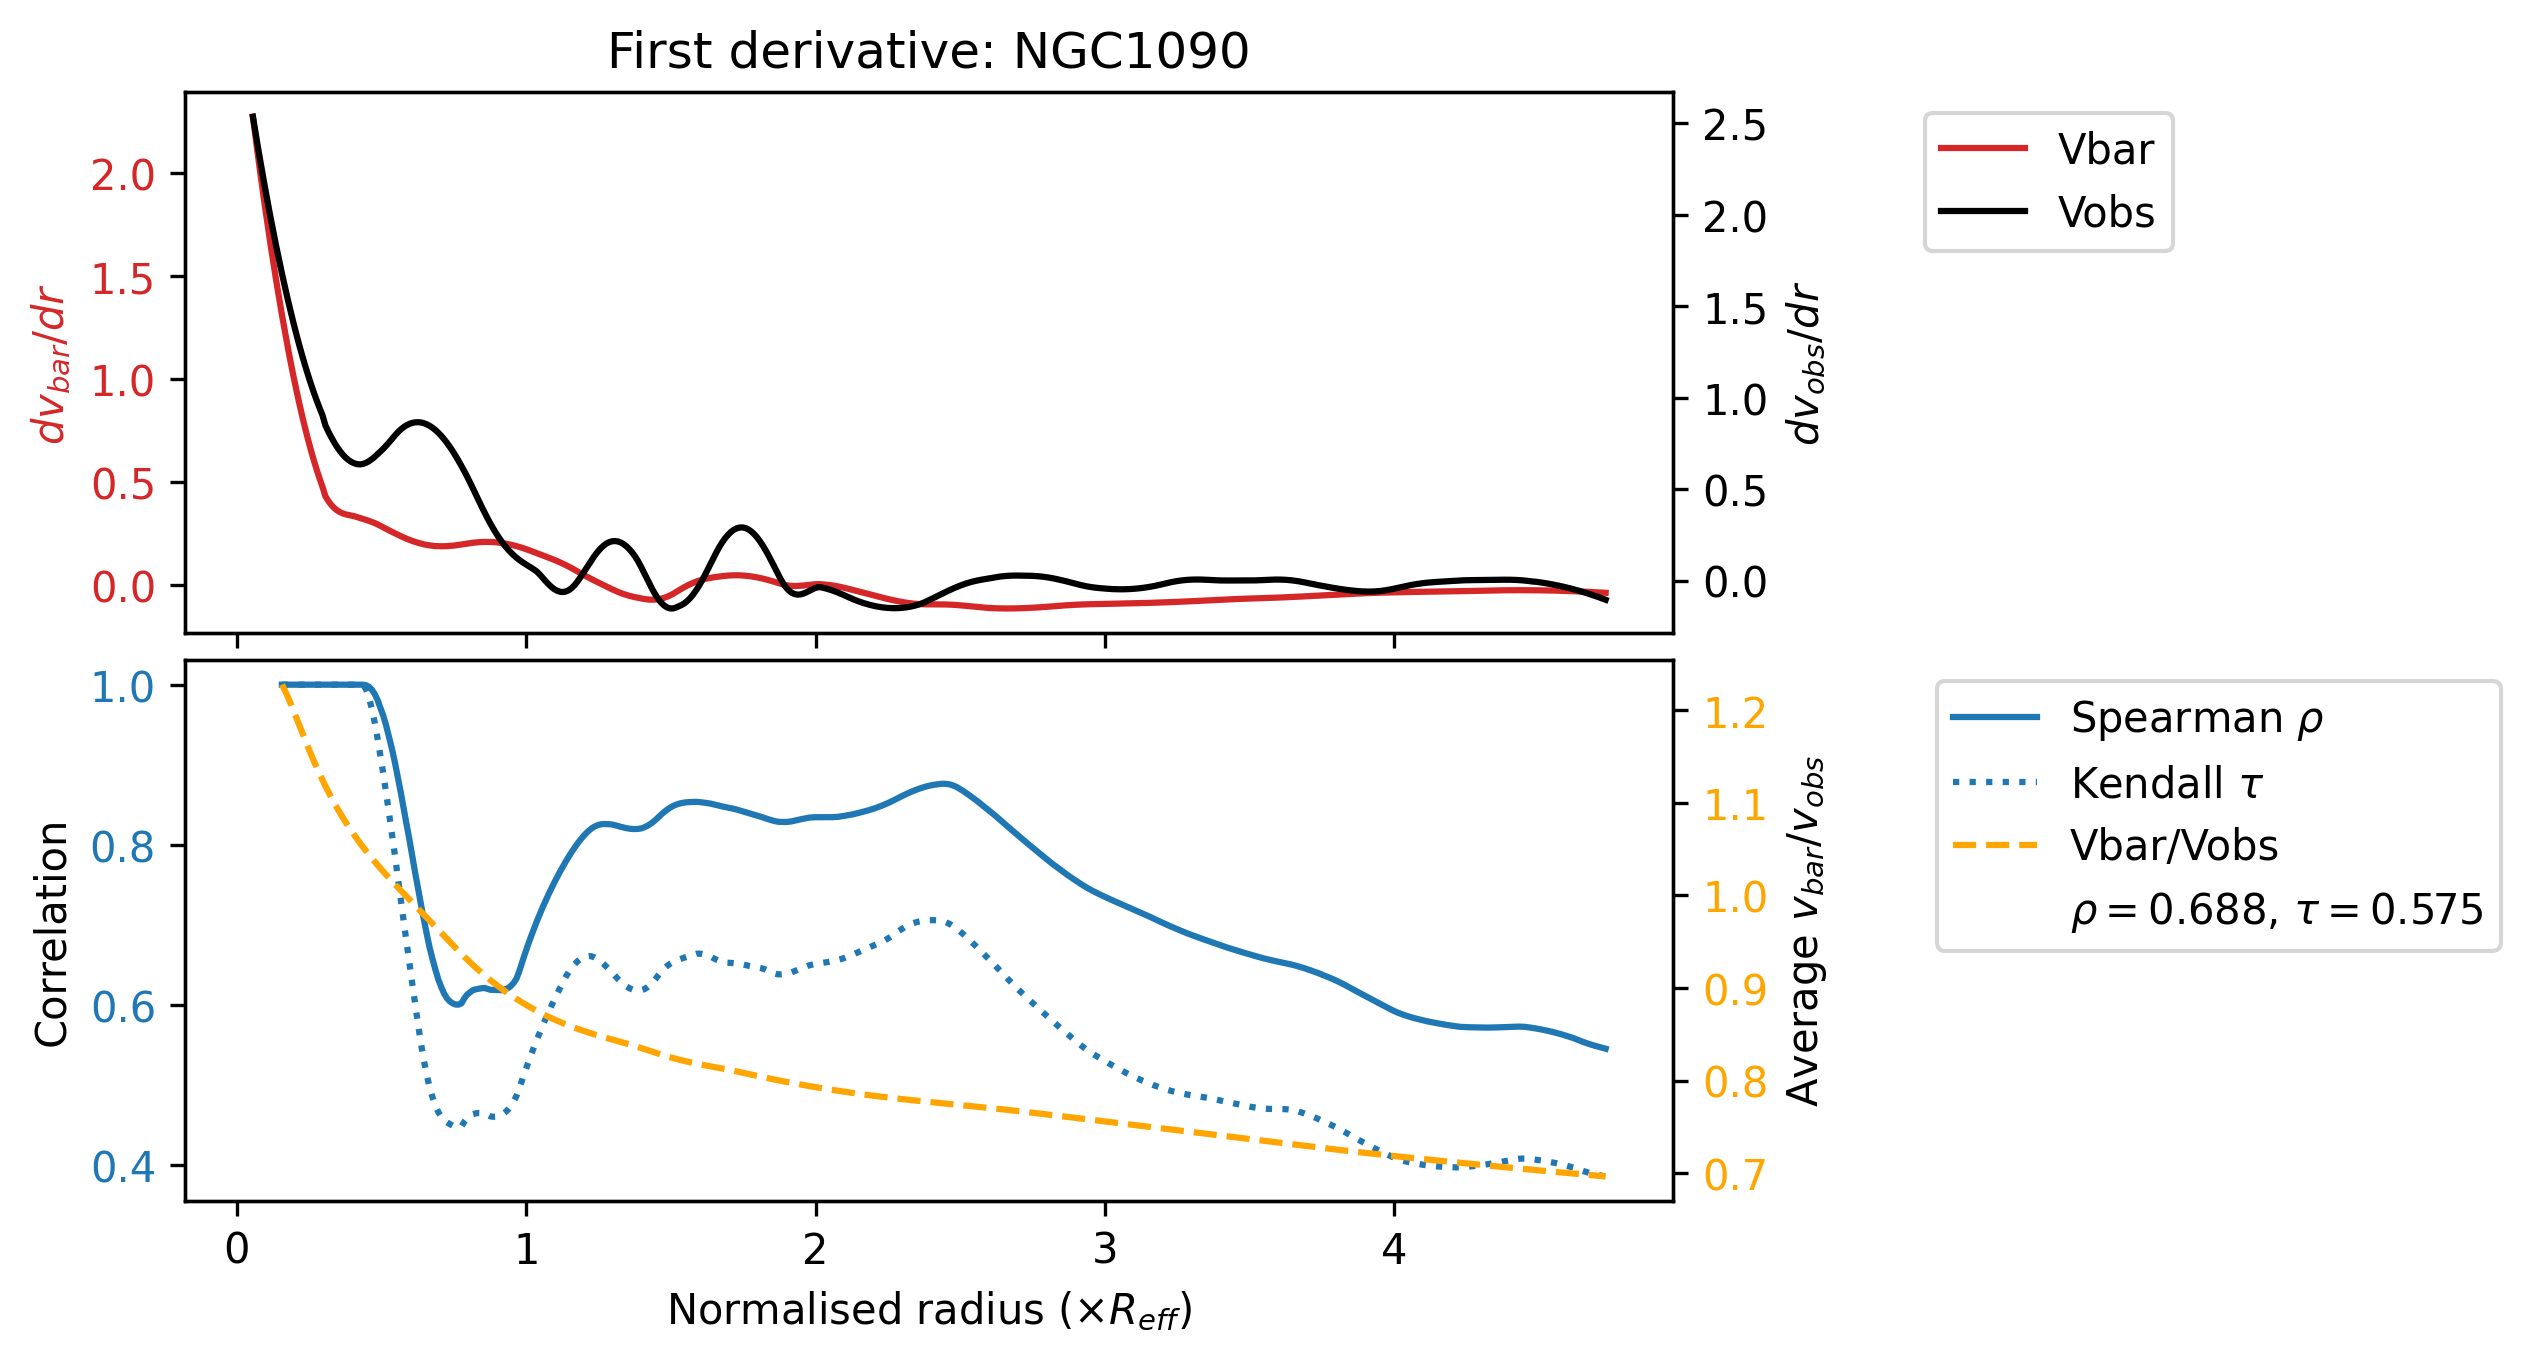 First derivative: NGC1090
2.0
1.5
1.0
0.5
0.0
dv_bar/dr
2.5
2.0
1.5
1.0
0.5
0.0
dv_obs/dr
Vbar
Vobs
1.0
0.8
0.6
0.4
Correlation
1.2
1.1
1.0
0.9
0.8
0.7
Average v_bar/v_obs
Spearman ρ
Kendall τ
Vbar/Vobs
ρ = 0.688, τ = 0.575
0 1 2 3 4
Normalised radius (×R_eff)